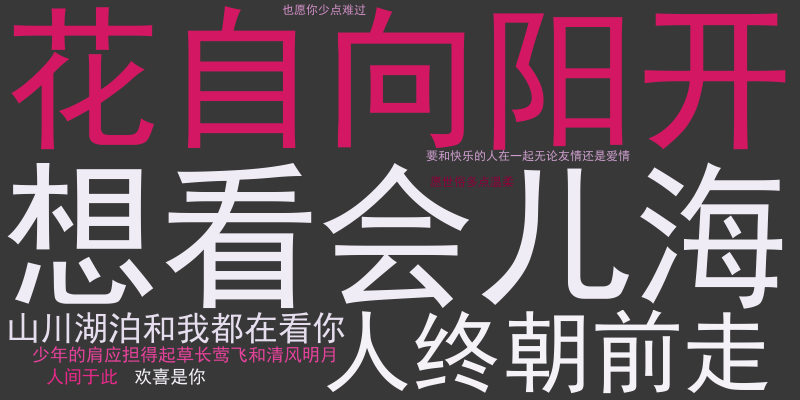 也愿你少点难过
花自向阳开
要和快乐的人在一起无论友情还是爱情
想看会儿海
山川湖泊和我都在看你
人终朝前走
少年的肩应担得起草长莺飞和清风明月
人间于此
欢喜是你